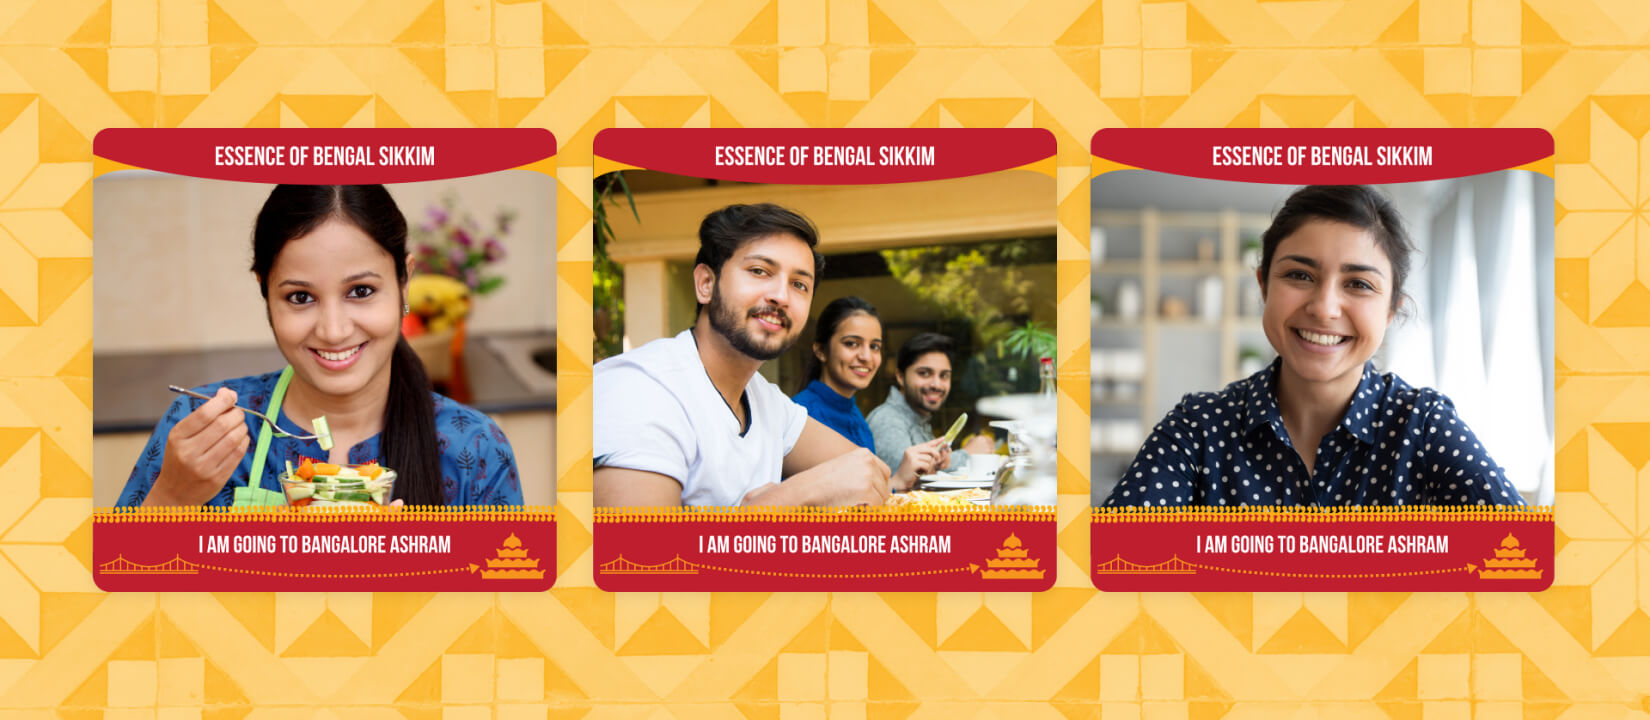 ESSENCE OF BENGAL SIKKIM
I AM GOING TO BANGALORE ASHRAM
ESSENCE OF BENGAL SIKKIM
I AM GOING TO BANGALORE ASHRAM
ESSENCE OF BENGAL SIKKIM
I AM GOING TO BANGALORE ASHRAM